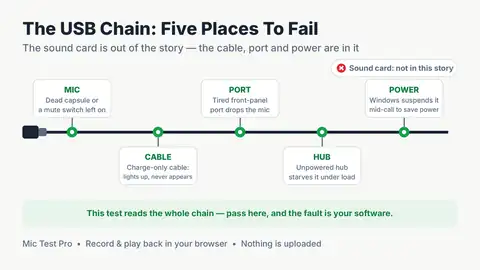 The USB Chain: Five Places To Fail
The sound card is out of the story — the cable, port and power are in it
Sound card: not in this story
MIC
Dead capsule or
a mute switch left on
PORT
Tired front-panel
port drops the mic
POWER
Windows suspends it
mid-call to save power
CABLE
Charge-only cable:
lights up, never appears
HUB
Unpowered hub
starves it under load
This test reads the whole chain — pass here, and the fault is your software.
Mic Test Pro • Record & play back in your browser • Nothing is uploaded